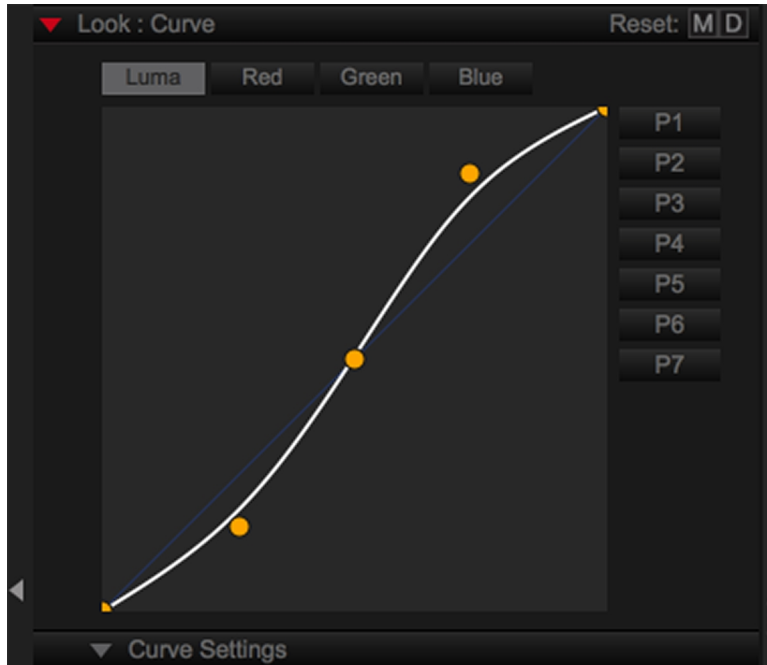 Look : Curve Reset: M D
Luma Red Green Blue
P1
P2
P3
P4
P5
P6
P7
Curve Settings